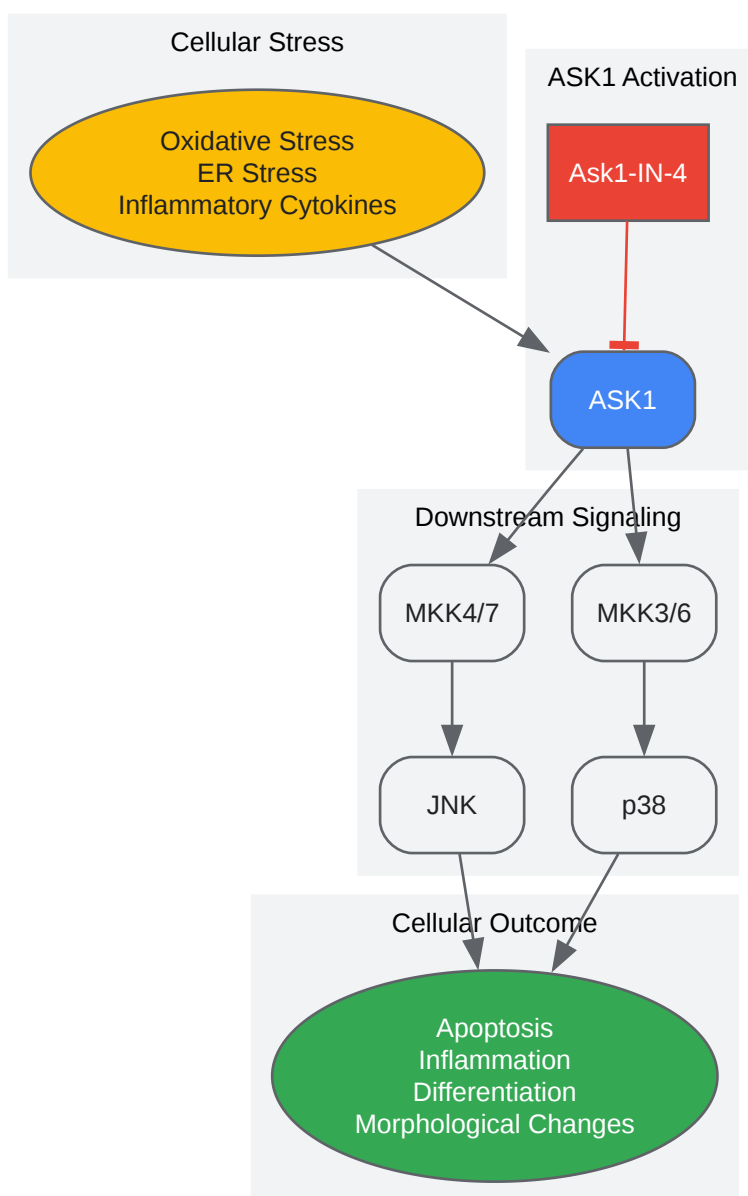 Cellular Stress
Oxidative Stress
ER Stress
Inflammatory Cytokines
ASK1 Activation
Ask1-IN-4
ASK1
Downstream Signaling
MKK4/7
MKK3/6
JNK
p38
Cellular Outcome
Apoptosis
Inflammation
Differentiation
Morphological Changes